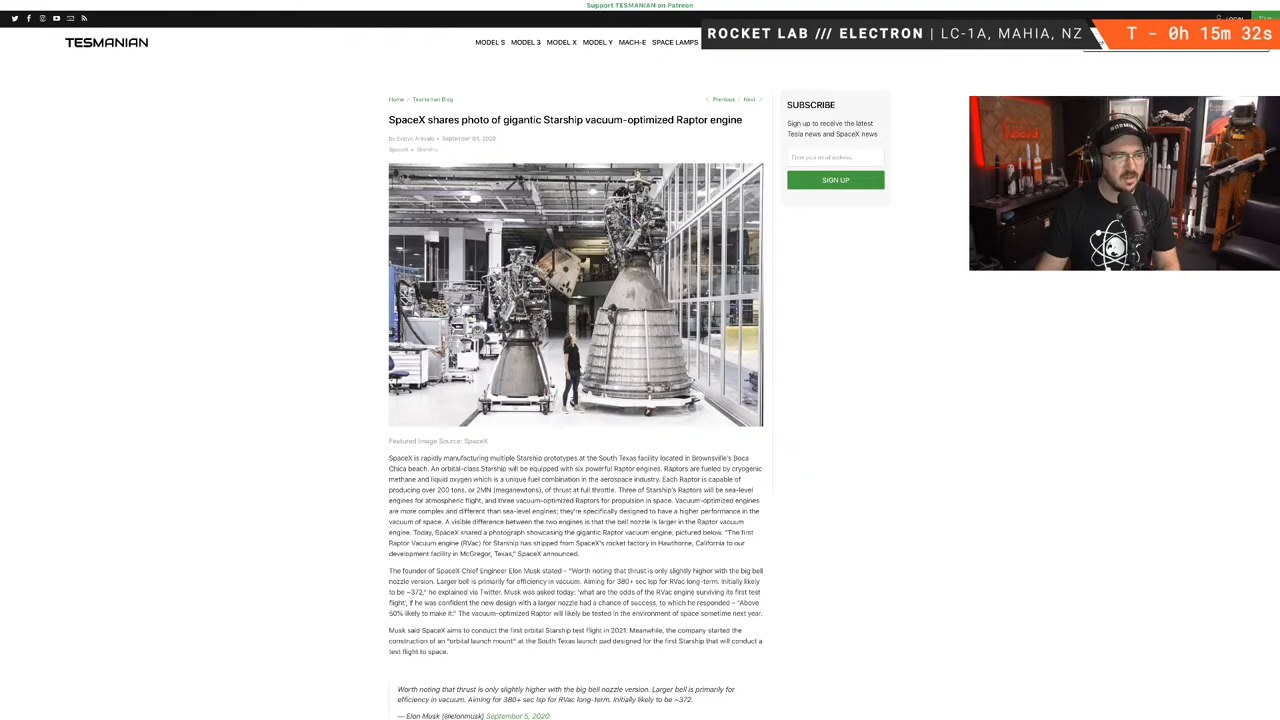 Support TESMANIAN on Patreon
LOGIN
TESMANIAN
MODEL S MODEL 3 MODEL X MODEL Y MACH-E SPACE LAMPS
ROCKET LAB /// ELECTRON | LC-1A, MAHIA, NZ
T - 0h 15m 32s
Home / Tesmanian Blog
Previous / Next
SpaceX shares photo of gigantic Starship vacuum-optimized Raptor engine
by Evelyn Arevalo • September 04, 2020
SpaceX • Starship
SUBSCRIBE
Sign up to receive the latest
Tesla news and SpaceX news
Enter your email address...
SIGN UP
Featured Image Source: SpaceX
SpaceX is rapidly manufacturing multiple Starship prototypes at the South Texas facility located in Brownsville's Boca
Chica beach. An orbital-class Starship will be equipped with six powerful Raptor engines. Raptors are fueled by cryogenic
methane and liquid oxygen which is a unique fuel combination in the aerospace industry. Each Raptor is capable of
producing over 200 tons, or 2MN (meganewtons), of thrust at full throttle. Three of Starship's Raptors will be sea-level
engines for atmospheric flight, and three vacuum-optimized Raptors for propulsion in space. Vacuum-optimized engines
are more complex and different than sea-level engines; they're specifically designed to have a higher performance in the
vacuum of space. A visible difference between the two engines is that the bell nozzle is larger in the Raptor vacuum
engine. Today, SpaceX shared a photograph showcasing the gigantic Raptor vacuum engine, pictured below. "The first
Raptor Vacuum engine (RVac) for Starship has shipped from SpaceX's rocket factory in Hawthorne, California to our
development facility in McGregor, Texas," SpaceX announced.
The founder of SpaceX Chief Engineer Elon Musk stated – "Worth noting that thrust is only slightly higher with the big bell
nozzle version. Larger bell is primarily for efficiency in vacuum. Aiming for 380+ sec Isp for RVac long-term. Initially likely
to be ~372," he explained via Twitter. Musk was asked today: 'what are the odds of the RVac engine surviving its first test
flight', if he was confident the new design with a larger nozzle had a chance of success, to which he responded – "Above
50% likely to make it." The vacuum-optimized Raptor will likely be tested in the environment of space sometime next year.
Musk said SpaceX aims to conduct the first orbital Starship test flight in 2021. Meanwhile, the company started the
construction of an "orbital launch mount" at the South Texas launch pad designed for the first Starship that will conduct a
test flight to space.
Worth noting that thrust is only slightly higher with the big bell nozzle version. Larger bell is primarily for
efficiency in vacuum. Aiming for 380+ sec Isp for RVac long-term. Initially likely to be ~372.
— Elon Musk (@elonmusk) September 5, 2020